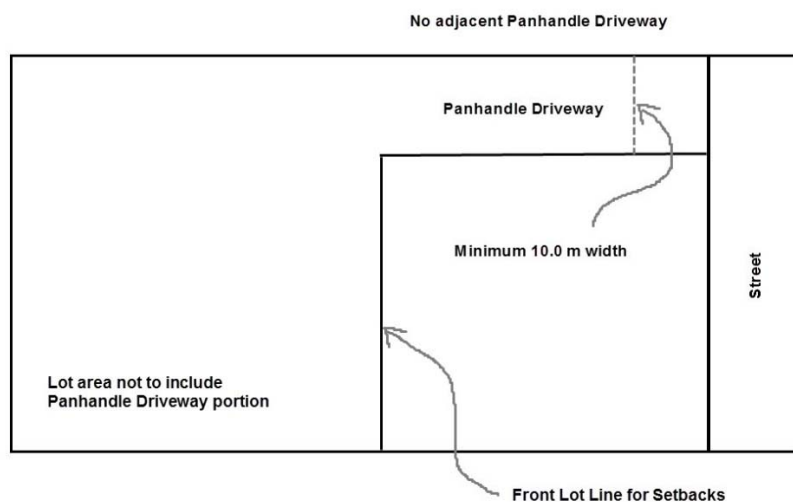 No adjacent Panhandle Driveway
Panhandle Driveway
Minimum 10.0 m width
Street
Lot area not to include
Panhandle Driveway portion
Front Lot Line for Setbacks